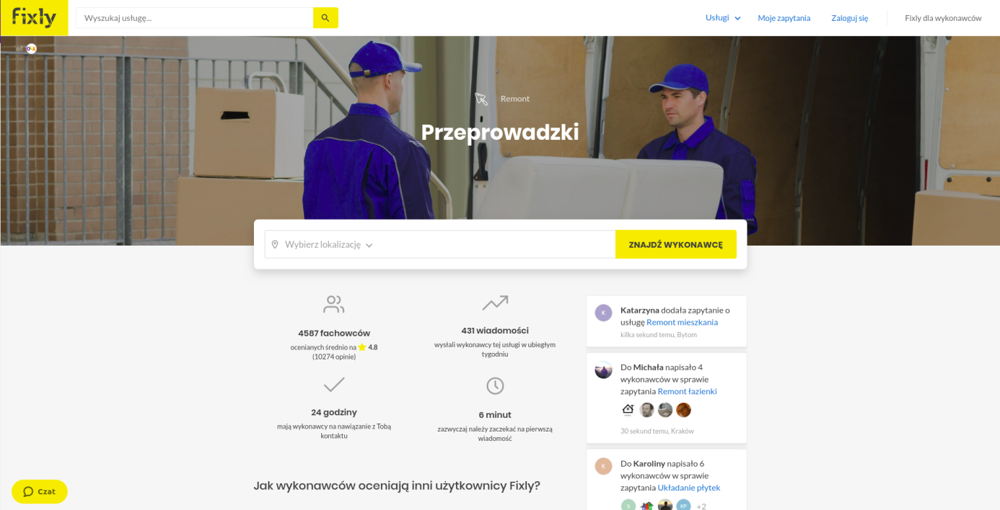 fixly
Wyszukaj usługę...
Usługi
Moje zapytania
Zaloguj się
Fixly dla wykonawców
od OLX
Remont
Przeprowadzki
Wybierz lokalizację
ZNAJDŹ WYKONAWCĘ
4587 fachowców
ocenianych średnio na 4.8
(10274 opinie)
431 wiadomości
wysłali wykonawcy tej usługi w ubiegłym
tygodniu
24 godziny
mają wykonawcy na nawiązanie z Tobą
kontaktu
6 minut
zazwyczaj należy zaczekać na pierwszą
wiadomość
K
Katarzyna dodała zapytanie o
usługę Remont mieszkania
kilka sekund temu, Bytom
Do Michała napisało 4
wykonawców w sprawie
zapytania Remont łazienki
30 sekund temu, Kraków
K
Do Karoliny napisało 6
wykonawców w sprawie
zapytania Układanie płytek
S
KP
+2
Jak wykonawców oceniają inni użytkownicy Fixly?
Czat